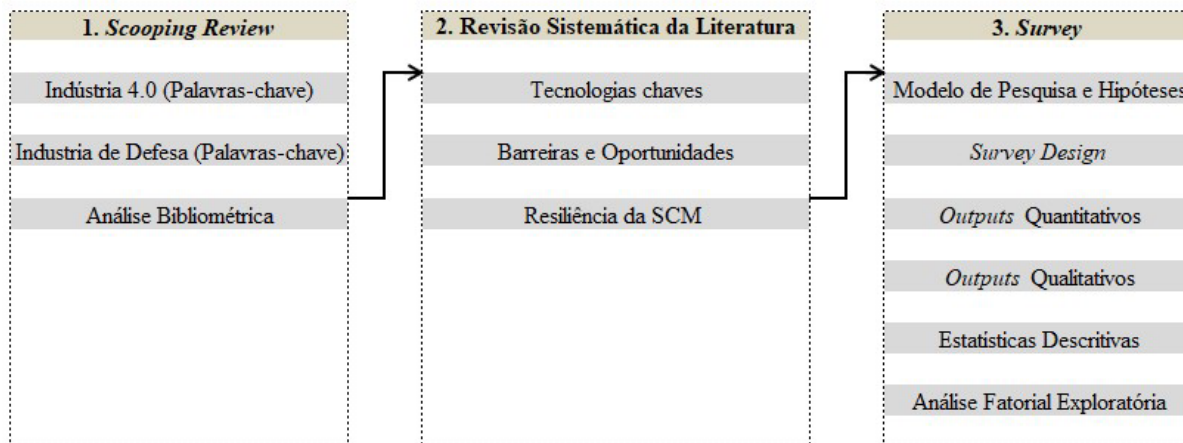 1. Scooping Review
Indústria 4.0 (Palavras-chave)
Industria de Defesa (Palavras-chave)
Análise Bibliométrica
2. Revisão Sistemática da Literatura
Tecnologias chaves
Barreiras e Oportunidades
Resiliência da SCM
3. Survey
Modelo de Pesquisa e Hipóteses
Survey Design
Outputs Quantitativos
Outputs Qualitativos
Estatísticas Descritivas
Análise Fatorial Exploratória